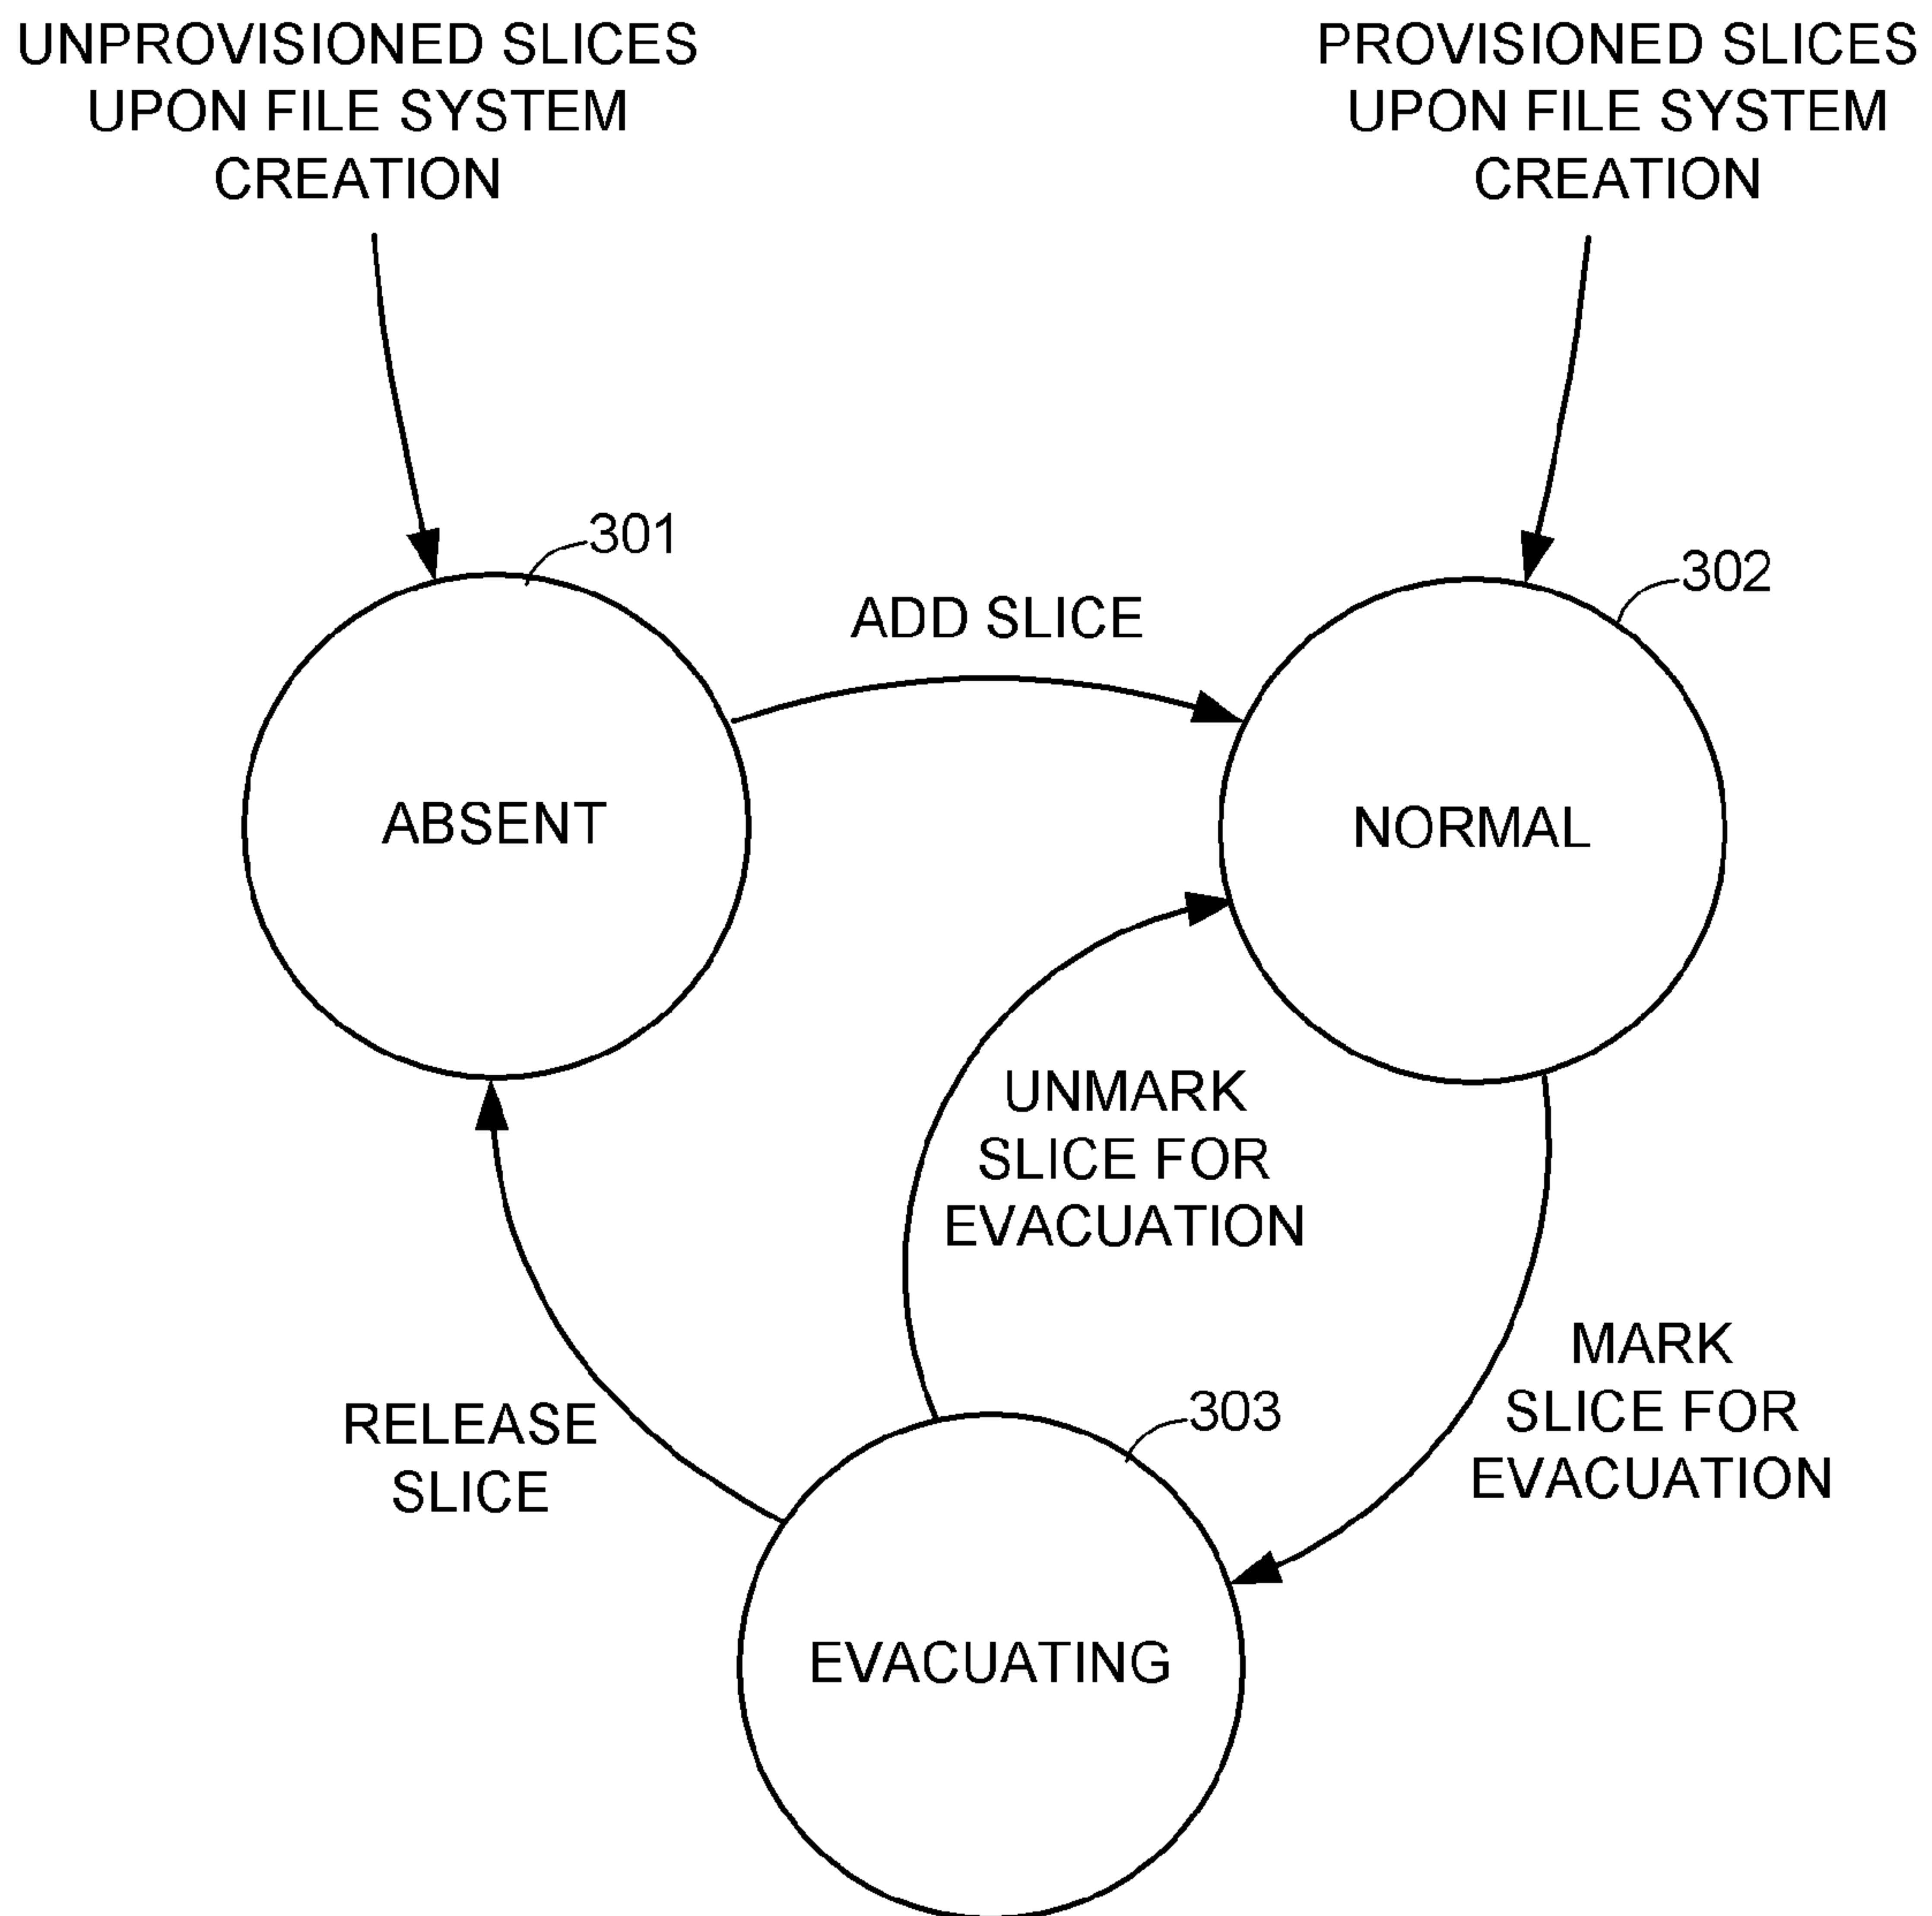 UNPROVISIONED SLICES
UPON FILE SYSTEM
CREATION
PROVISIONED SLICES
UPON FILE SYSTEM
CREATION
301
302
ADD SLICE
ABSENT
NORMAL
UNMARK
SLICE FOR
EVACUATION
MARK
SLICE FOR
EVACUATION
RELEASE
SLICE
303
EVACUATING